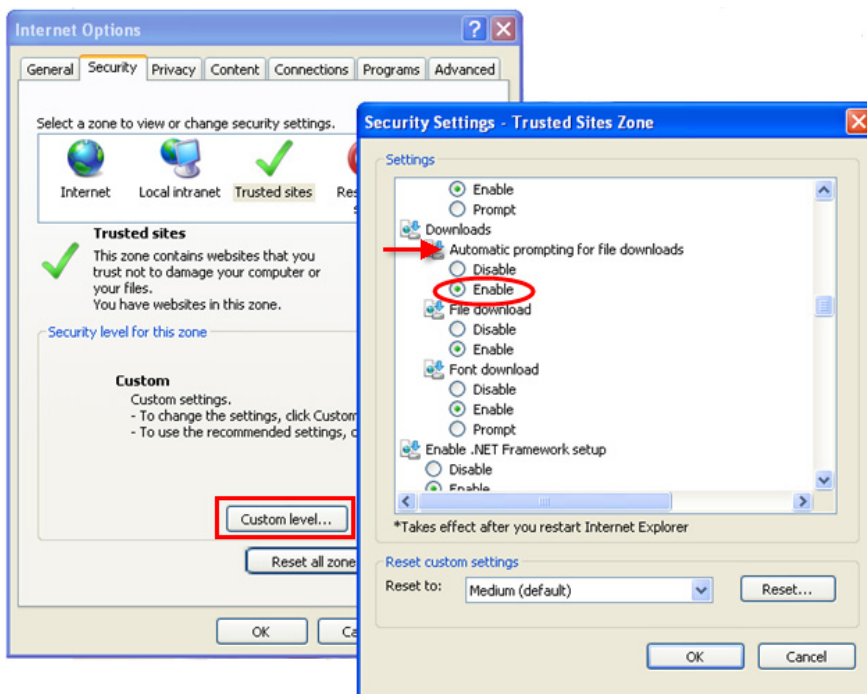 Internet Options
General Security Privacy Content Connections Programs Advanced
Select a zone to view or change security settings.
Internet Local intranet Trusted sites
Trusted sites
This zone contains websites that you
trust not to damage your computer or
your files.
You have websites in this zone.
Security level for this zone
Custom
Custom settings.
- To change the settings, click Custom
- To use the recommended settings,
Custom level...
Reset all zone
OK
Security Settings - Trusted Sites Zone
Settings
Enable
Prompt
Downloads
Automatic prompting for file downloads
Disable
Enable
File download
Disable
Enable
Font download
Disable
Enable
Prompt
Enable .NET Framework setup
Disable
Enable
*Takes effect after you restart Internet Explorer
Reset custom settings
Reset to: Medium (default) Reset...
OK Cancel